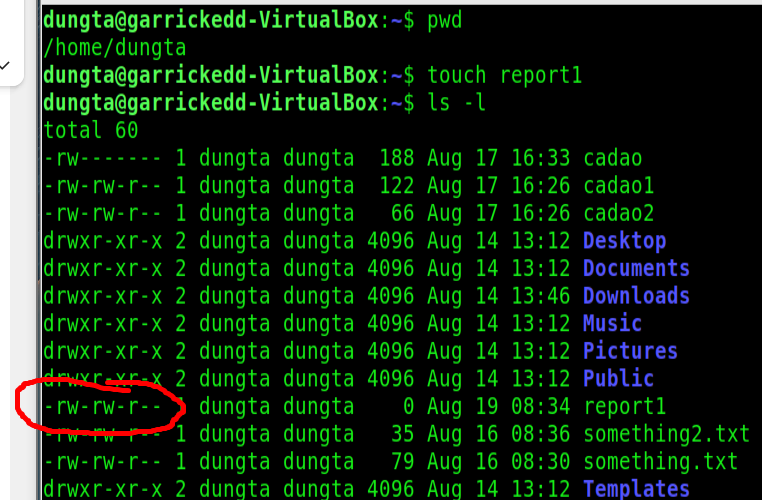 dungta@garrickedd-VirtualBox:~$ pwd
/home/dungta
dungta@garrickedd-VirtualBox:~$ touch report1
dungta@garrickedd-VirtualBox:~$ ls -l
total 60
-rw------- 1 dungta dungta  188 Aug 17 16:33 cadao
-rw-rw-r-- 1 dungta dungta  122 Aug 17 16:26 cadao1
-rw-rw-r-- 1 dungta dungta   66 Aug 17 16:26 cadao2
drwxr-xr-x 2 dungta dungta 4096 Aug 14 13:12 Desktop
drwxr-xr-x 2 dungta dungta 4096 Aug 14 13:12 Documents
drwxr-xr-x 2 dungta dungta 4096 Aug 14 13:46 Downloads
drwxr-xr-x 2 dungta dungta 4096 Aug 14 13:12 Music
drwxr-xr-x 2 dungta dungta 4096 Aug 14 13:12 Pictures
drwxr-xr-x 2 dungta dungta 4096 Aug 14 13:12 Public
-rw-rw-r-- 1 dungta dungta    0 Aug 19 08:34 report1
-rw-rw-r-- 1 dungta dungta   35 Aug 16 08:36 something2.txt
-rw-rw-r-- 1 dungta dungta   79 Aug 16 08:30 something.txt
drwxr-xr-x 2 dungta dungta 4096 Aug 14 13:12 Templates